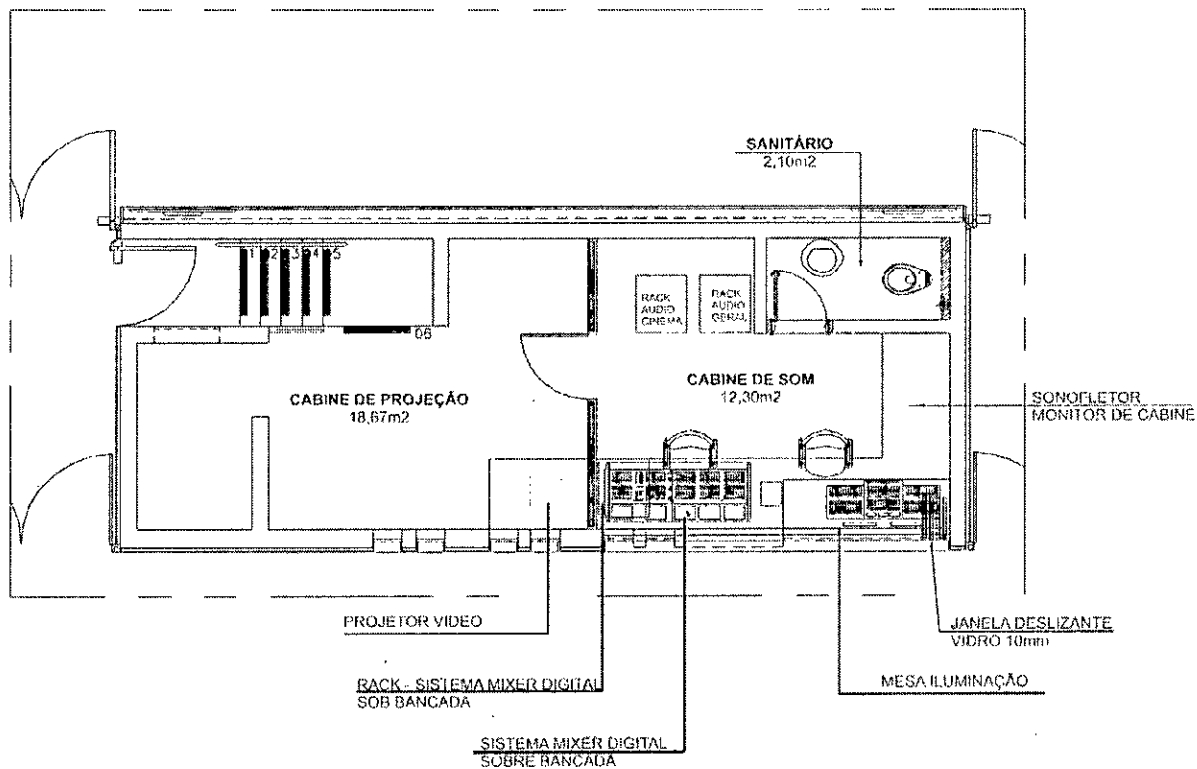 SANITÁRIO
2,10m2
1 2 3 4 5
06
RACK
AUDIO
CINEMA
RACK
AUDIO
GERAL
CABINE DE PROJEÇÃO
18,67m2
CABINE DE SOM
12,30m2
SONOFLETOR
MONITOR DE CABINE
PROJETOR VIDEO
JANELA DESLIZANTE
VIDRO 10mm
RACK - SISTEMA MIXER DIGITAL
SOB BANCADA
MESA ILUMINAÇÃO
SISTEMA MIXER DIGITAL
SOBRE BANCADA